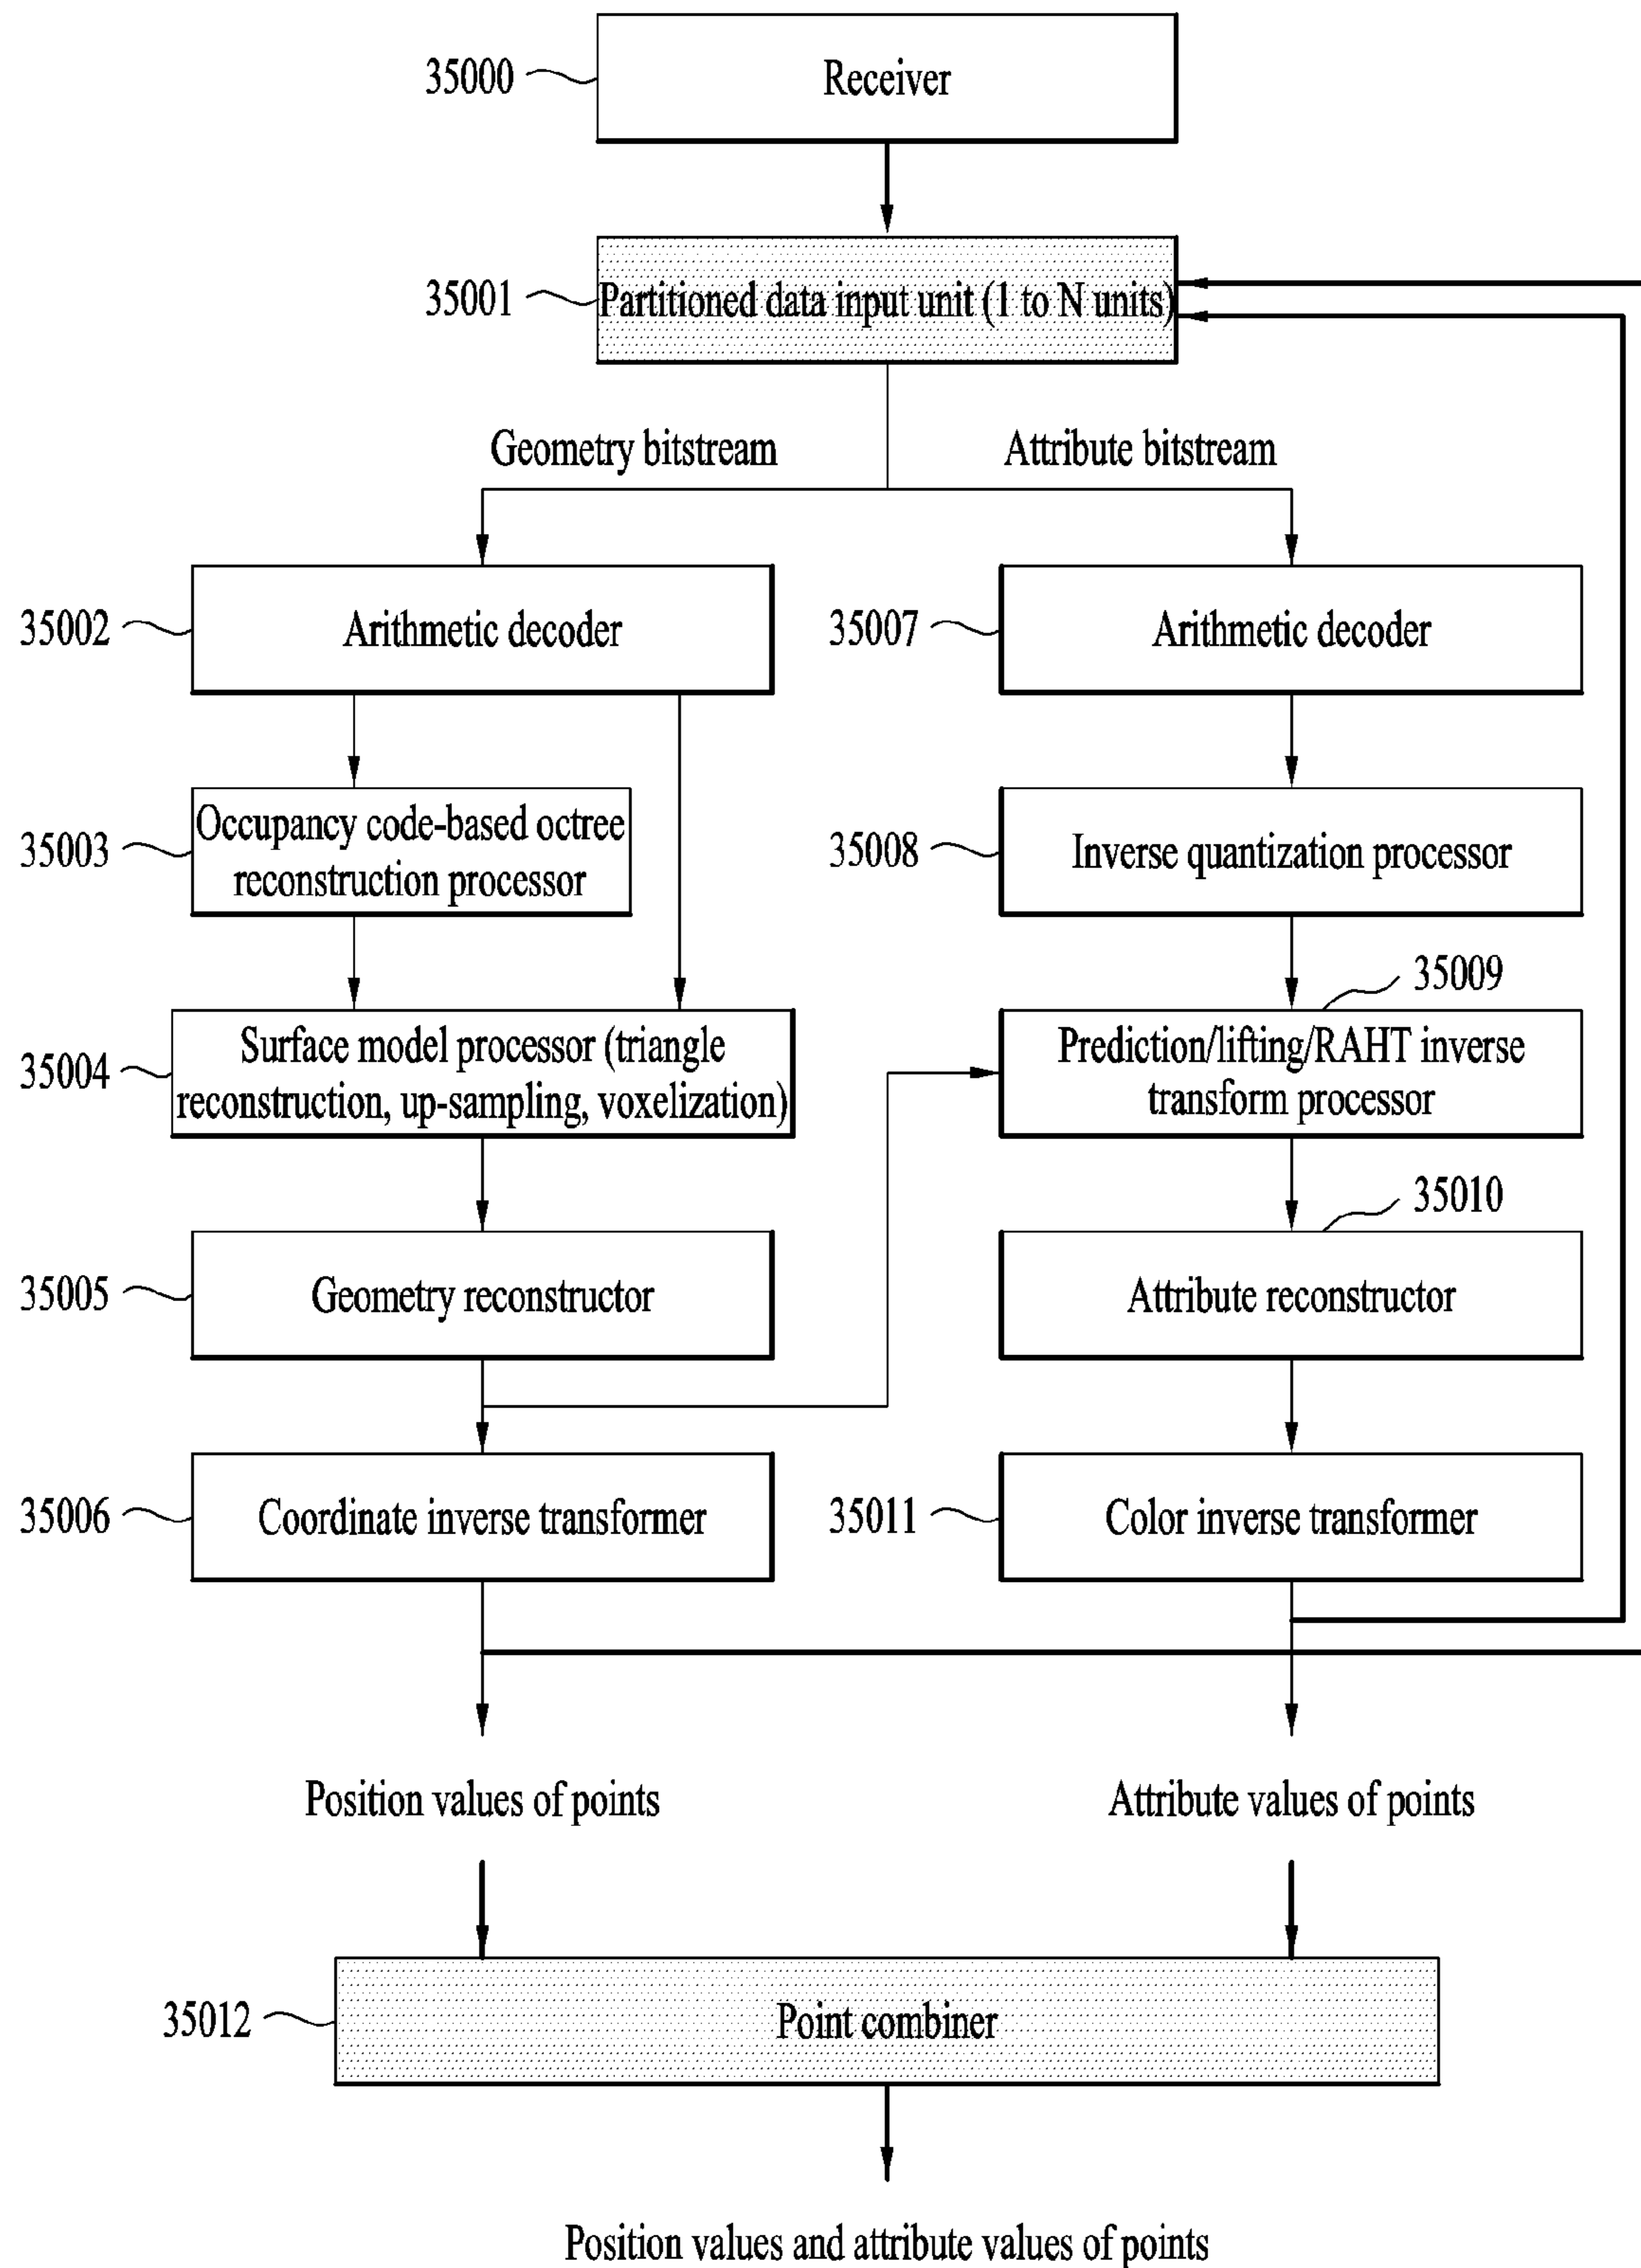 35000
Receiver
35001
Partitioned data input unit (1 to N units)
Geometry bitstream
Attribute bitstream
35002
Arithmetic decoder
35007
Arithmetic decoder
35003
Occupancy code-based octree
reconstruction processor
35008
Inverse quantization processor
35009
35004
Surface model processor (triangle
reconstruction, up-sampling, voxelization)
Prediction/lifting/RAHT inverse
transform processor
35010
35005
Geometry reconstructor
Attribute reconstructor
35006
Coordinate inverse transformer
35011
Color inverse transformer
Position values of points
Attribute values of points
35012
Point combiner
Position values and attribute values of points